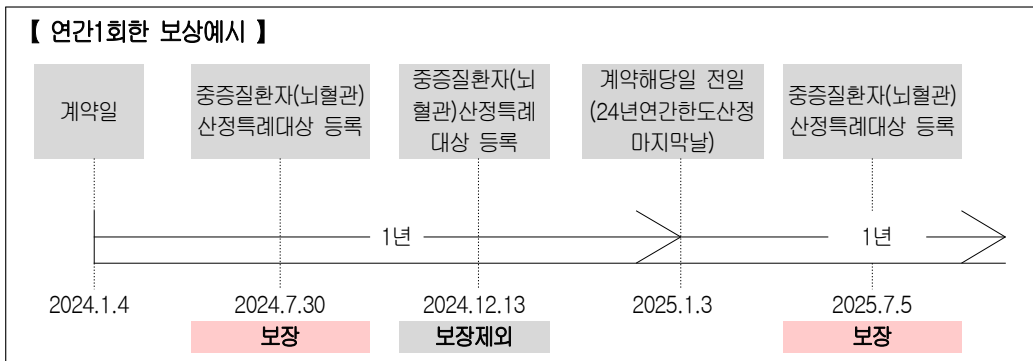 【 연간1회한 보상예시 】
계약일
중증질환자(뇌혈관)
산정특례대상 등록
중증질환자(뇌
혈관)산정특례
대상 등록
계약해당일 전일
(24년연간한도산정
마지막날)
중증질환자(뇌혈관)
산정특례대상 등록
1년
1년
2024.1.4
2024.7.30
2024.12.13
2025.1.3
2025.7.5
보장
보장제외
보장